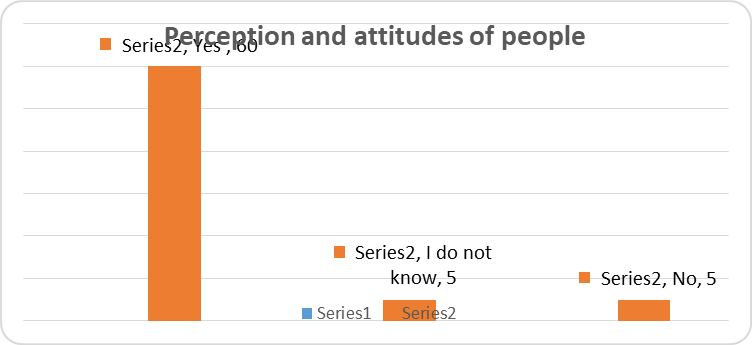 Perception and attitudes of people
Series2, Yes , 60
Series2, I do not
know, 5
Series2, No, 5
Series1
Series2